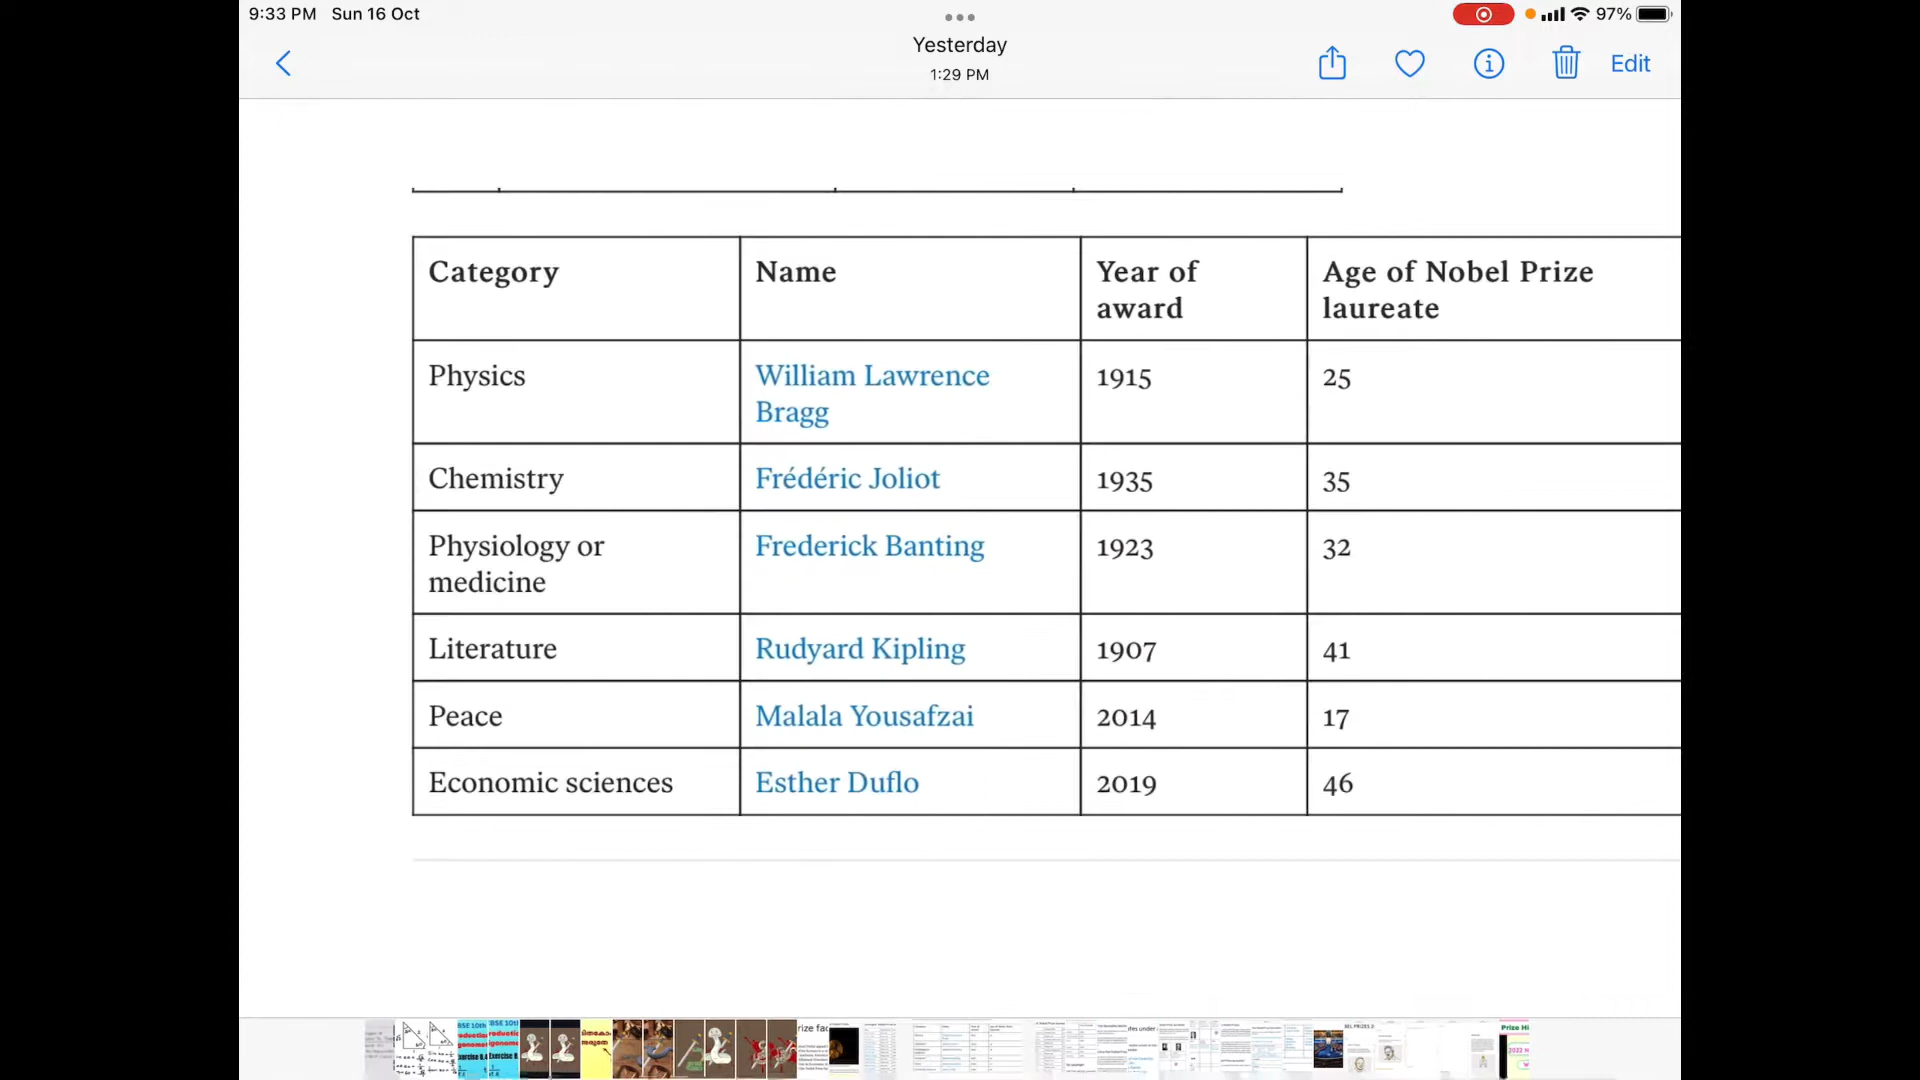 9:33 PM Sun 16 Oct
97%
Yesterday
1:29 PM
Edit
Category Name Year of award Age of Nobel Prize laureate
Physics William Lawrence Bragg 1915 25
Chemistry Frédéric Joliot 1935 35
Physiology or medicine Frederick Banting 1923 32
Literature Rudyard Kipling 1907 41
Peace Malala Yousafzai 2014 17
Economic sciences Esther Duflo 2019 46